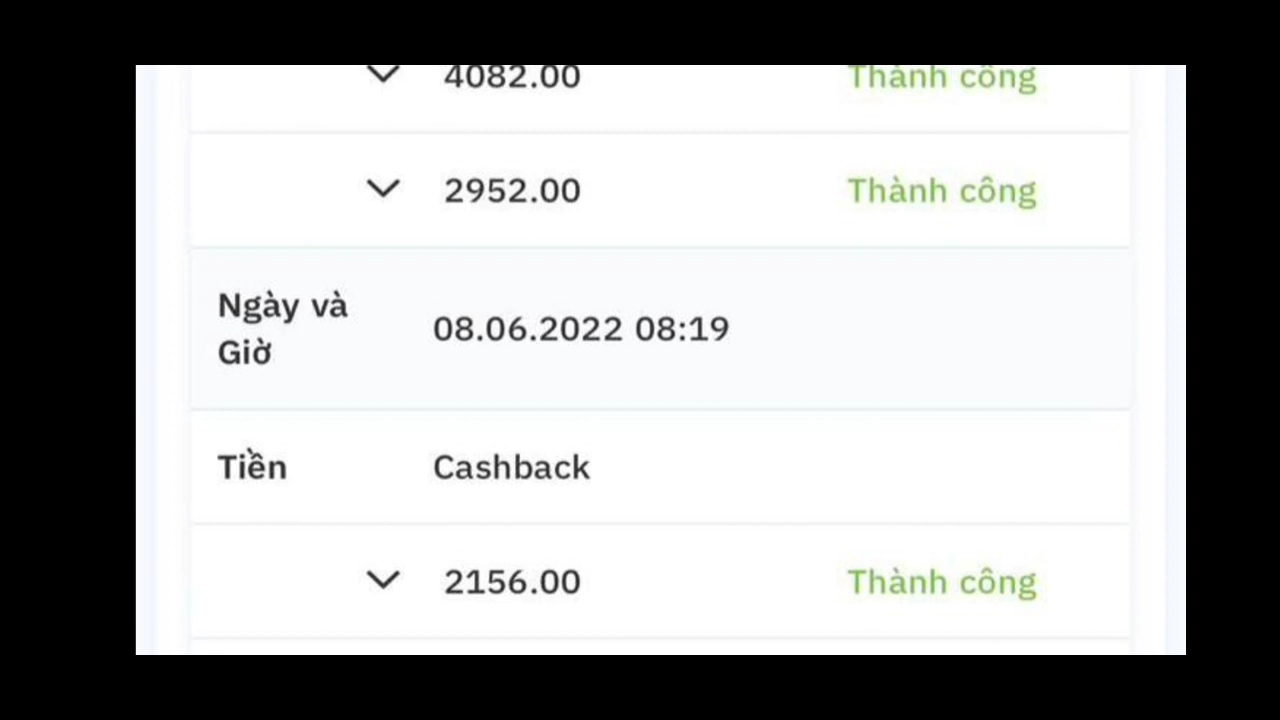 4082.00 Thành công
2952.00 Thành công
Ngày và
Giờ
08.06.2022 08:19
Tiền Cashback
2156.00 Thành công